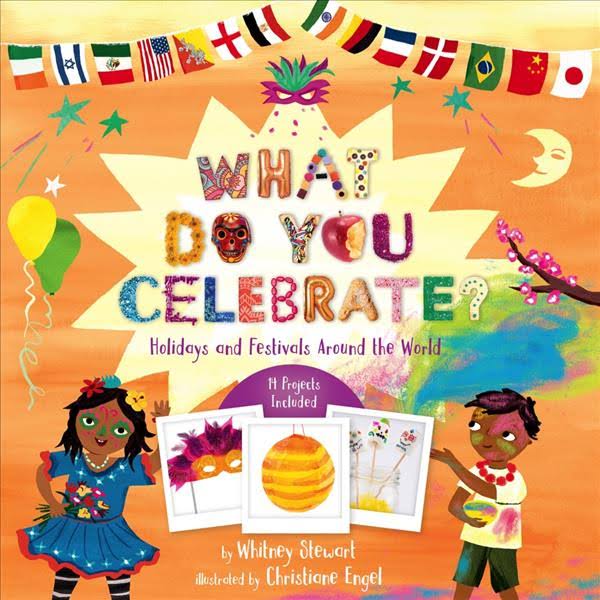 WHAT
DO YOU
CELEBRATE?
Holidays and Festivals Around the World
14 Projects
Included
by Whitney Stewart
illustrated by Christiane Engel